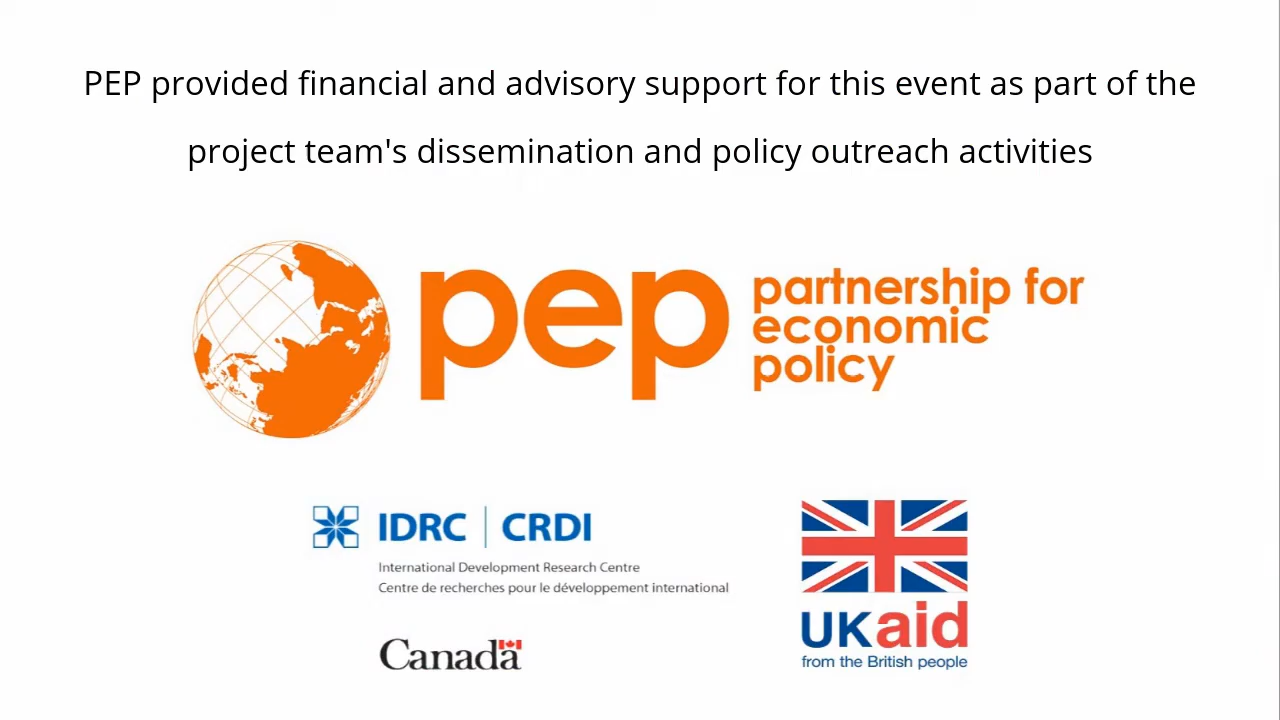 PEP provided financial and advisory support for this event as part of the
project team's dissemination and policy outreach activities
pep
partnership for
economic
policy
IDRC | CRDI
International Development Research Centre
Centre de recherches pour le développement international
Canada
UKaid
from the British people